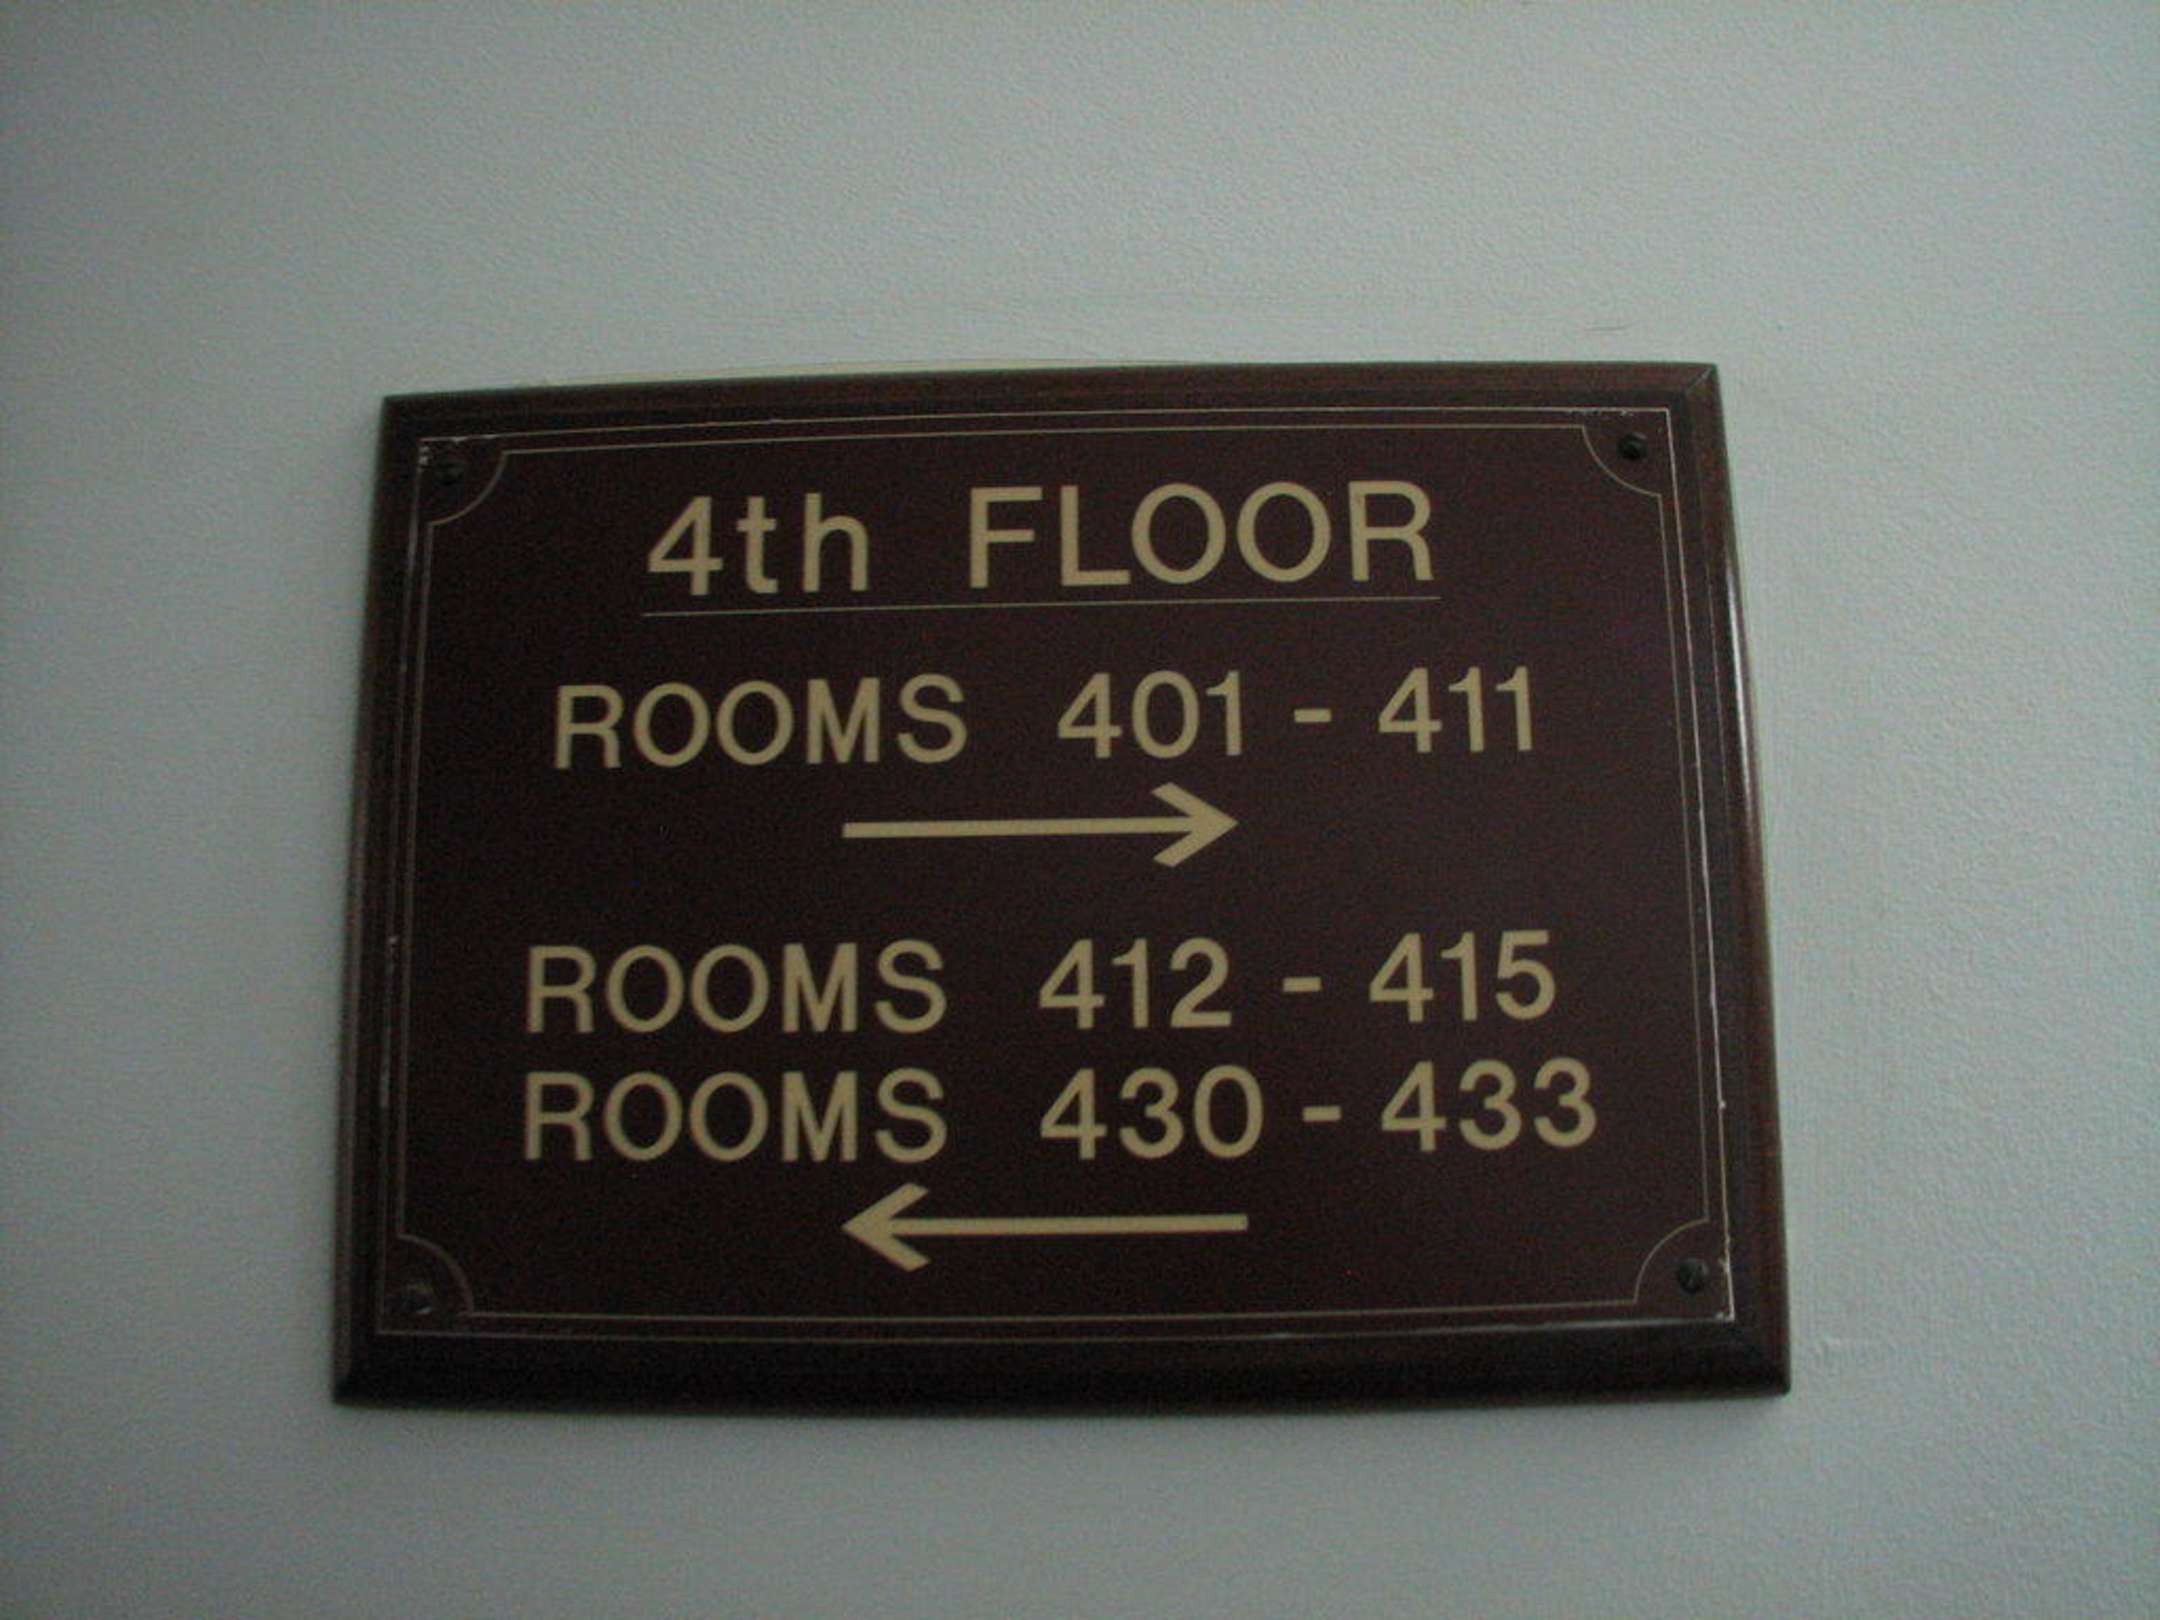 4th FLOOR
ROOMS 401 - 411
ROOMS 412 - 415
ROOMS 430 - 433